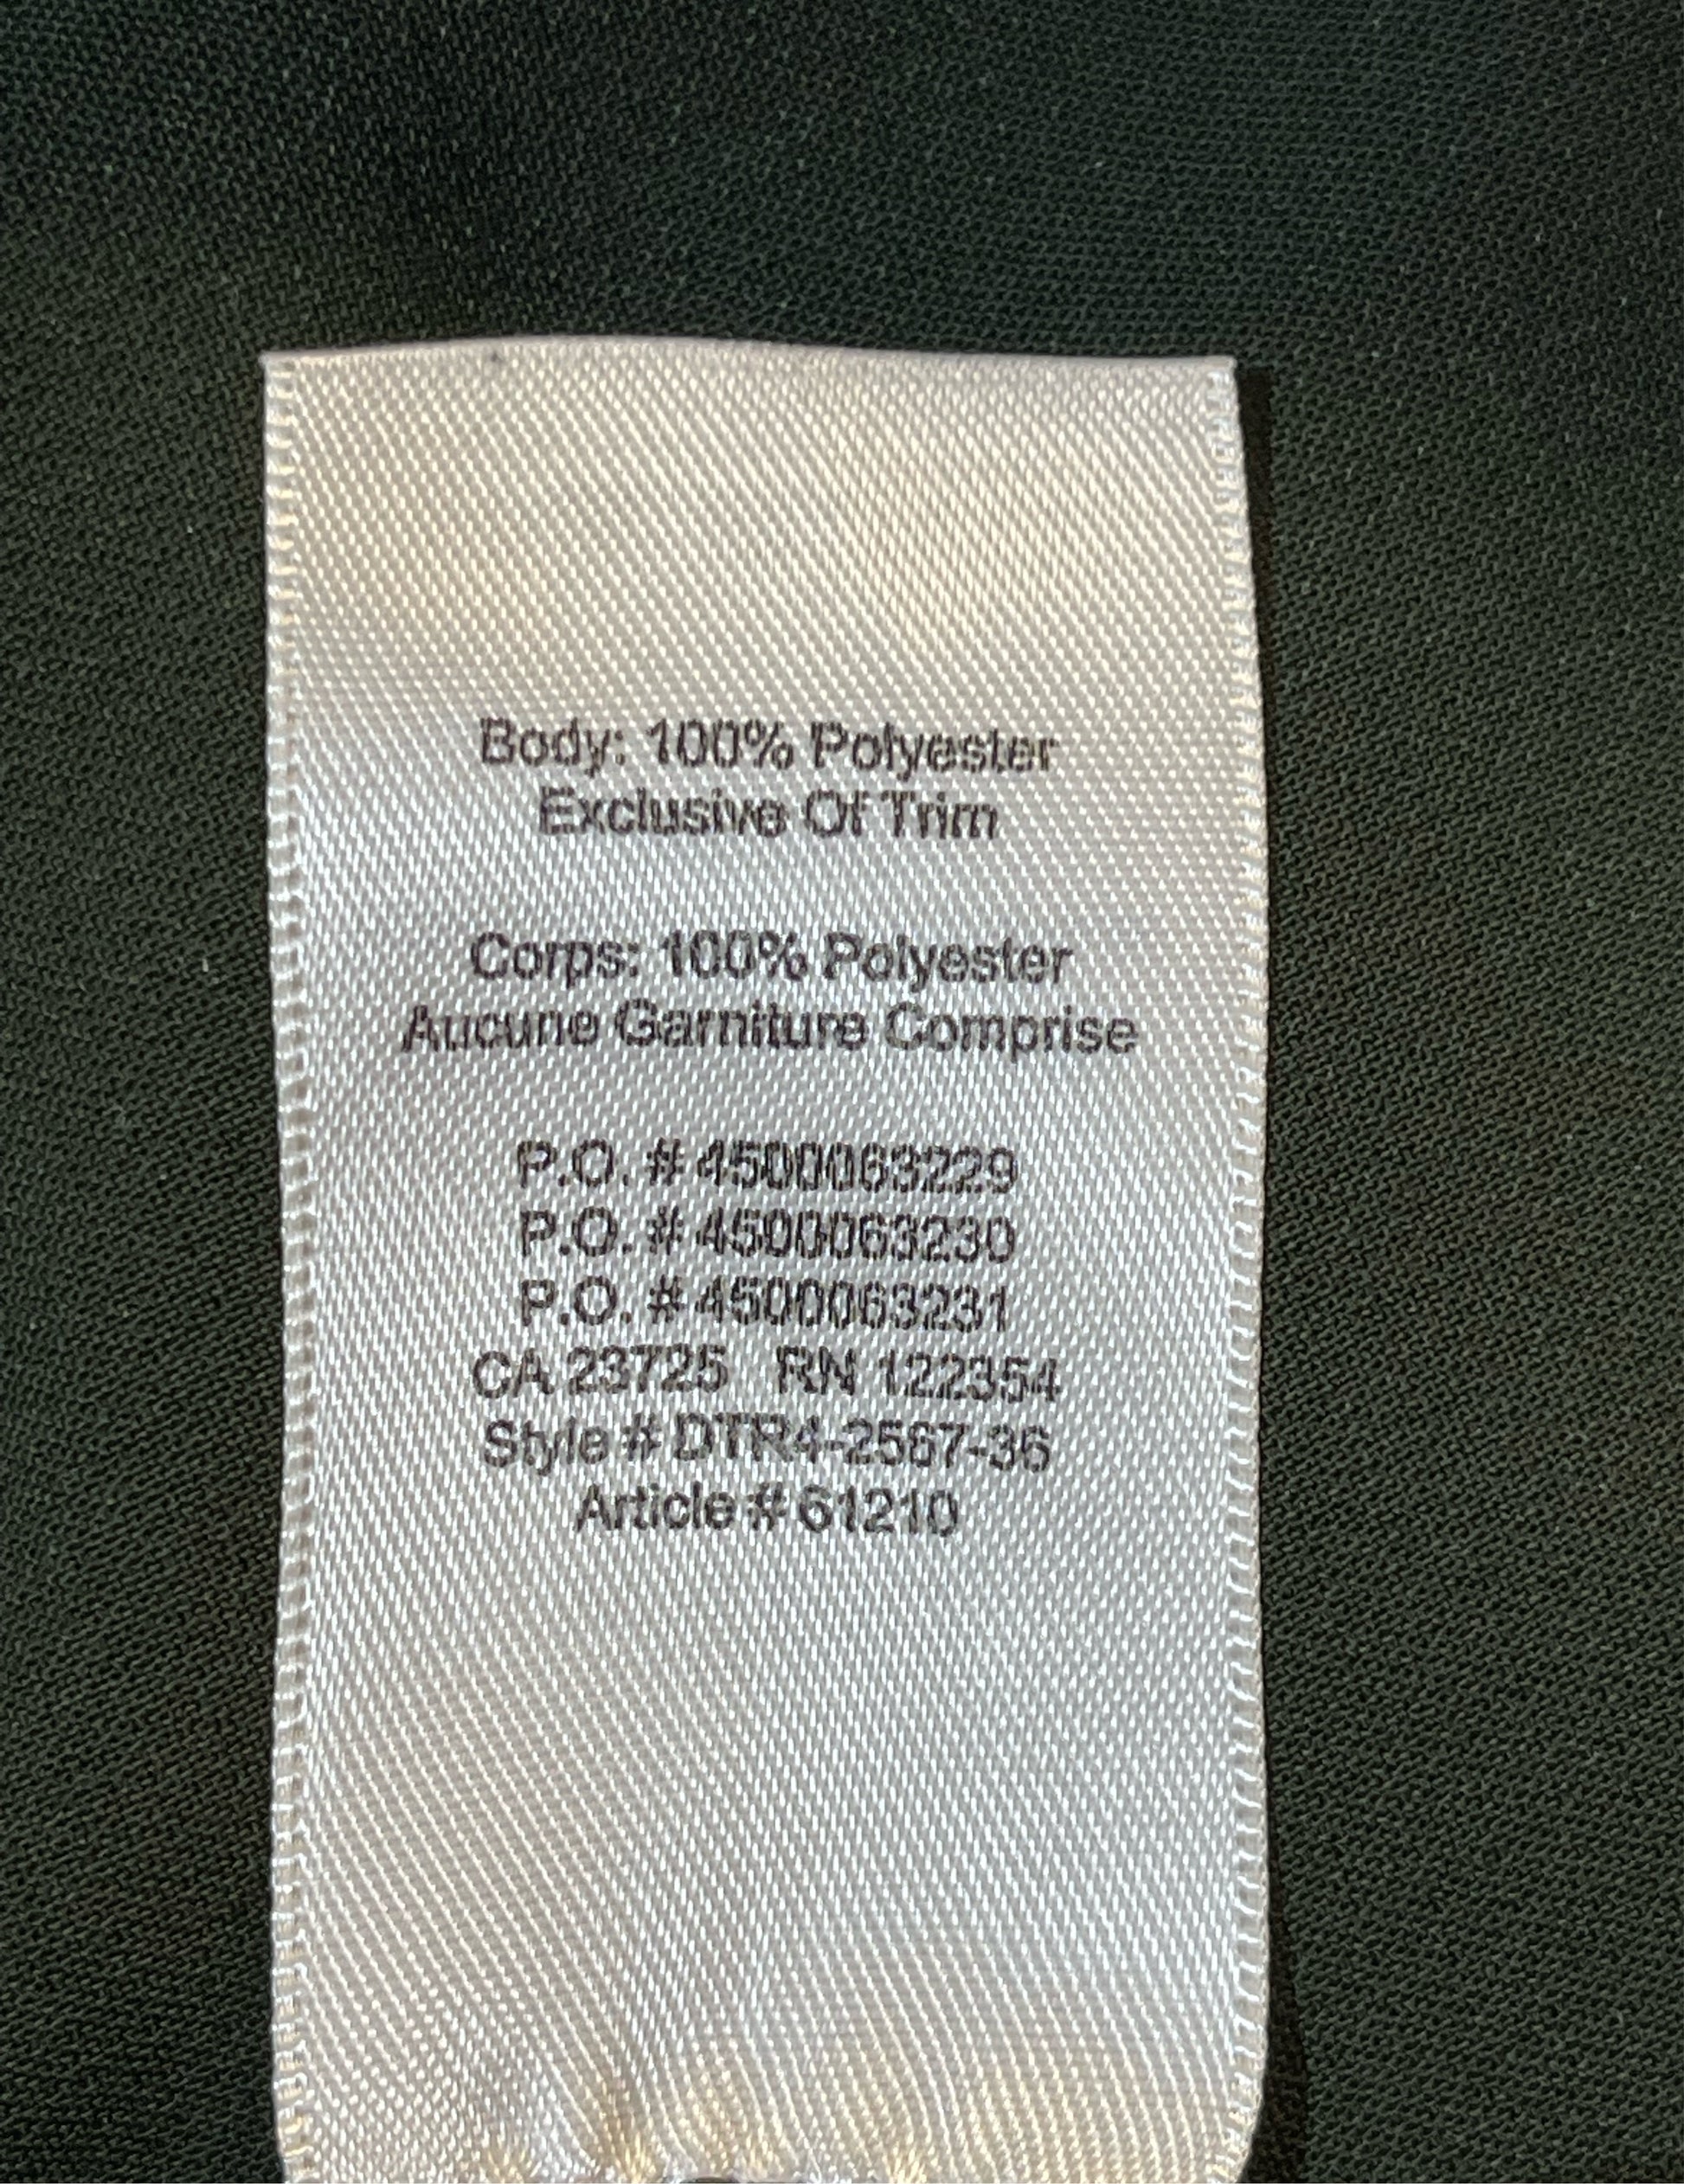 Body: 100% Polyester
Exclusive Of Trim
Corps: 100% Polyester
Aucune Garniture Comprise
P.O. # 4500063229
P.O. # 4500063230
P.O. # 4500063231
CA 23725 RN 122354
Style # DTR4-2567-36
Article # 61210